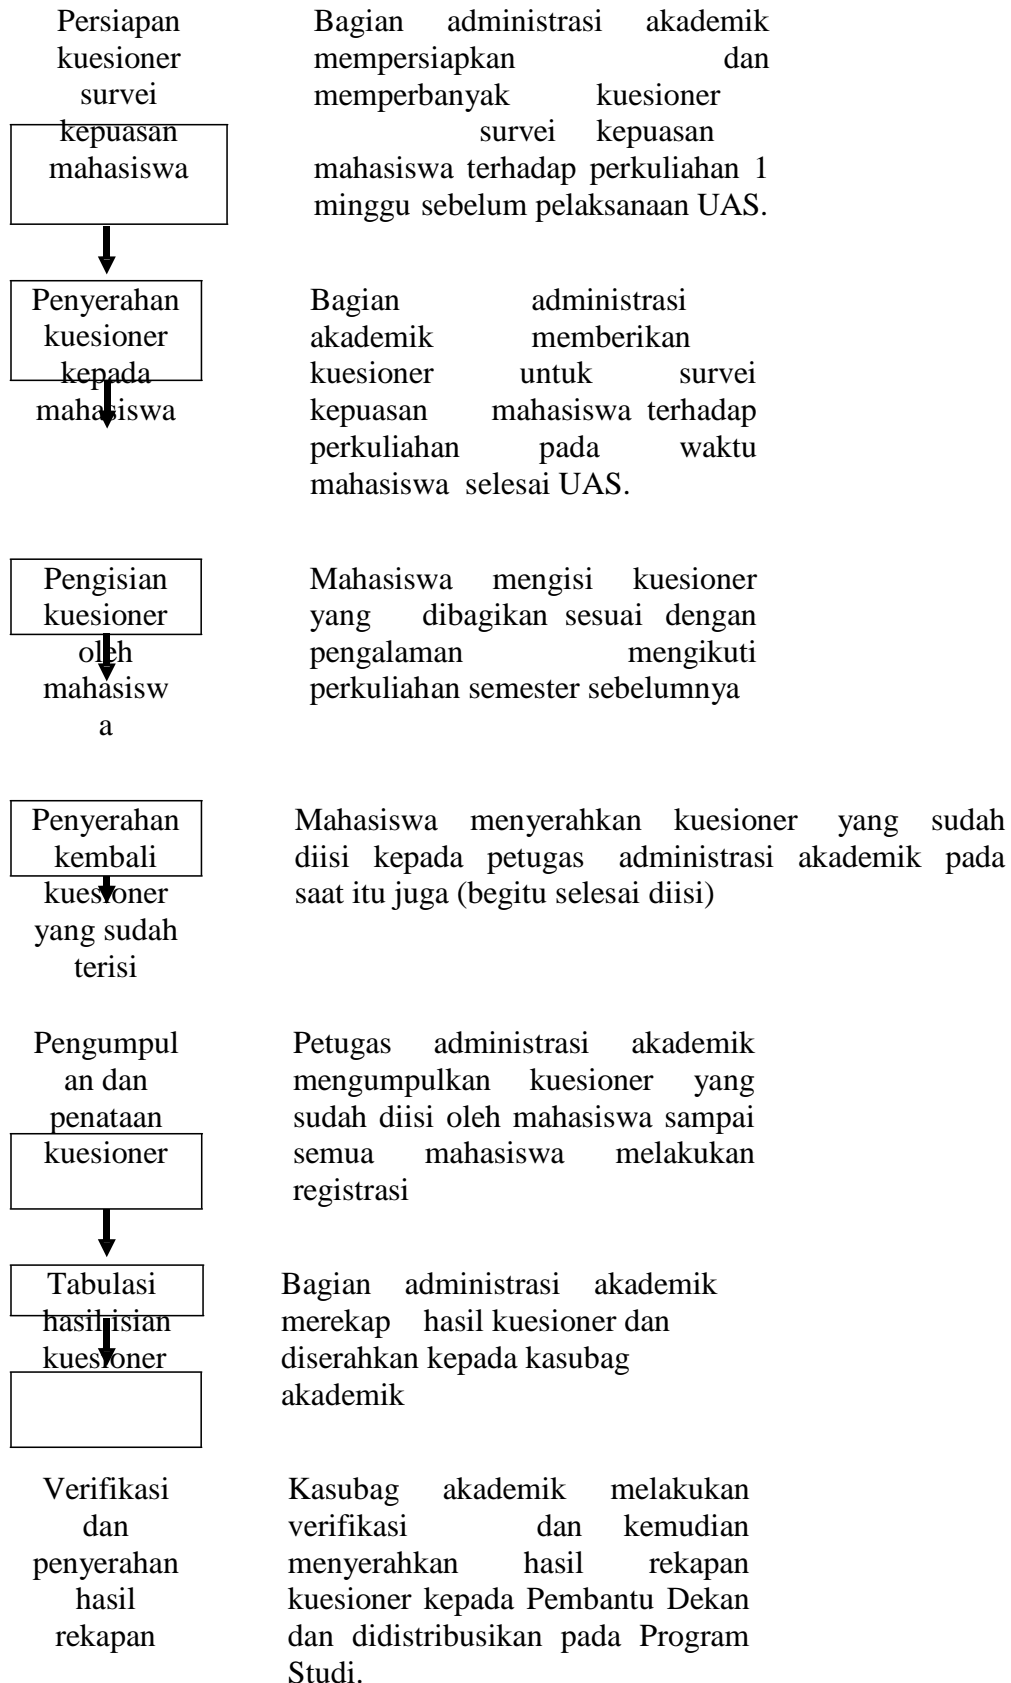 Persiapan
kuesioner
survei
kepuasan
mahasiswa
Bagian administrasi akademik
mempersiapkan dan
memperbanyak kuesioner
survei kepuasan
mahasiswa terhadap perkuliahan 1
minggu sebelum pelaksanaan UAS.
Penyerahan
kuesioner
kepada
mahasiswa
Bagian administrasi
akademik memberikan
kuesioner untuk survei
kepuasan mahasiswa terhadap
perkuliahan pada waktu
mahasiswa selesai UAS.
Pengisian
kuesioner
oleh
mahasisw
a
Mahasiswa mengisi kuesioner
yang dibagikan sesuai dengan
pengalaman mengikuti
perkuliahan semester sebelumnya
Penyerahan
kembali
kuesioner
yang sudah
terisi
Mahasiswa menyerahkan kuesioner yang sudah
diisi kepada petugas administrasi akademik pada
saat itu juga (begitu selesai diisi)
Pengumpul
an dan
penataan
kuesioner
Petugas administrasi akademik
mengumpulkan kuesioner yang
sudah diisi oleh mahasiswa sampai
semua mahasiswa melakukan
registrasi
Tabulasi
hasil isian
kuesioner
Bagian administrasi akademik
merekap hasil kuesioner dan
diserahkan kepada kasubag
akademik
Verifikasi
dan
penyerahan
hasil
rekapan
Kasubag akademik melakukan
verifikasi dan kemudian
menyerahkan hasil rekapan
kuesioner kepada Pembantu Dekan
dan didistribusikan pada Program
Studi.